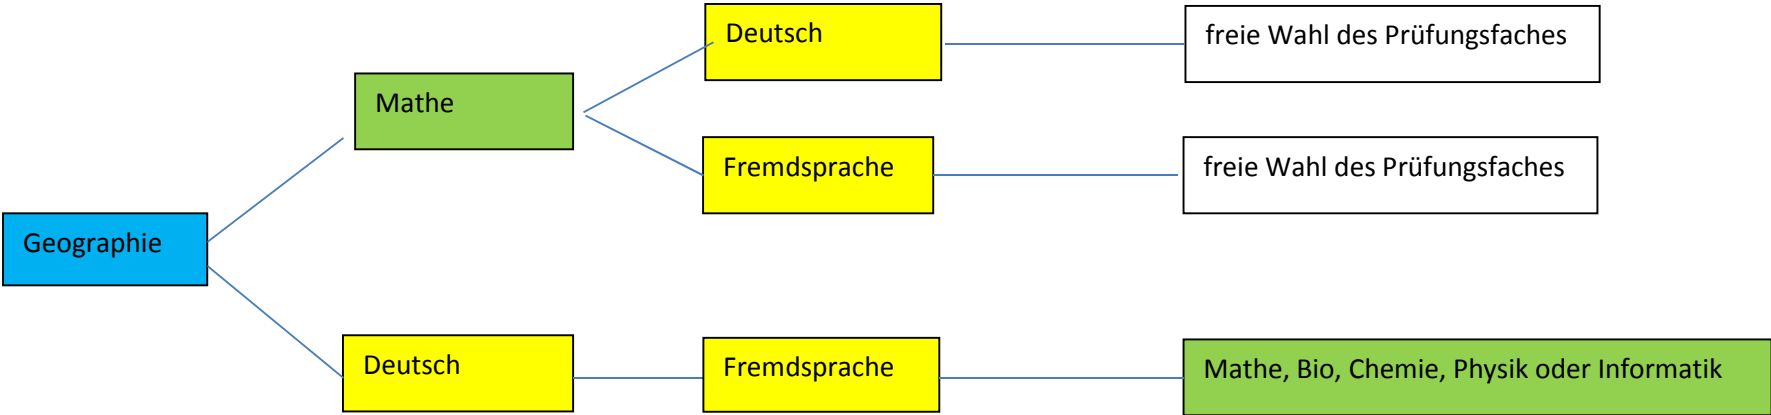 Deutsch
freie Wahl des Prüfungsfaches
Mathe
Fremdsprache
freie Wahl des Prüfungsfaches
Geographie
Deutsch
Fremdsprache
Mathe, Bio, Chemie, Physik oder Informatik